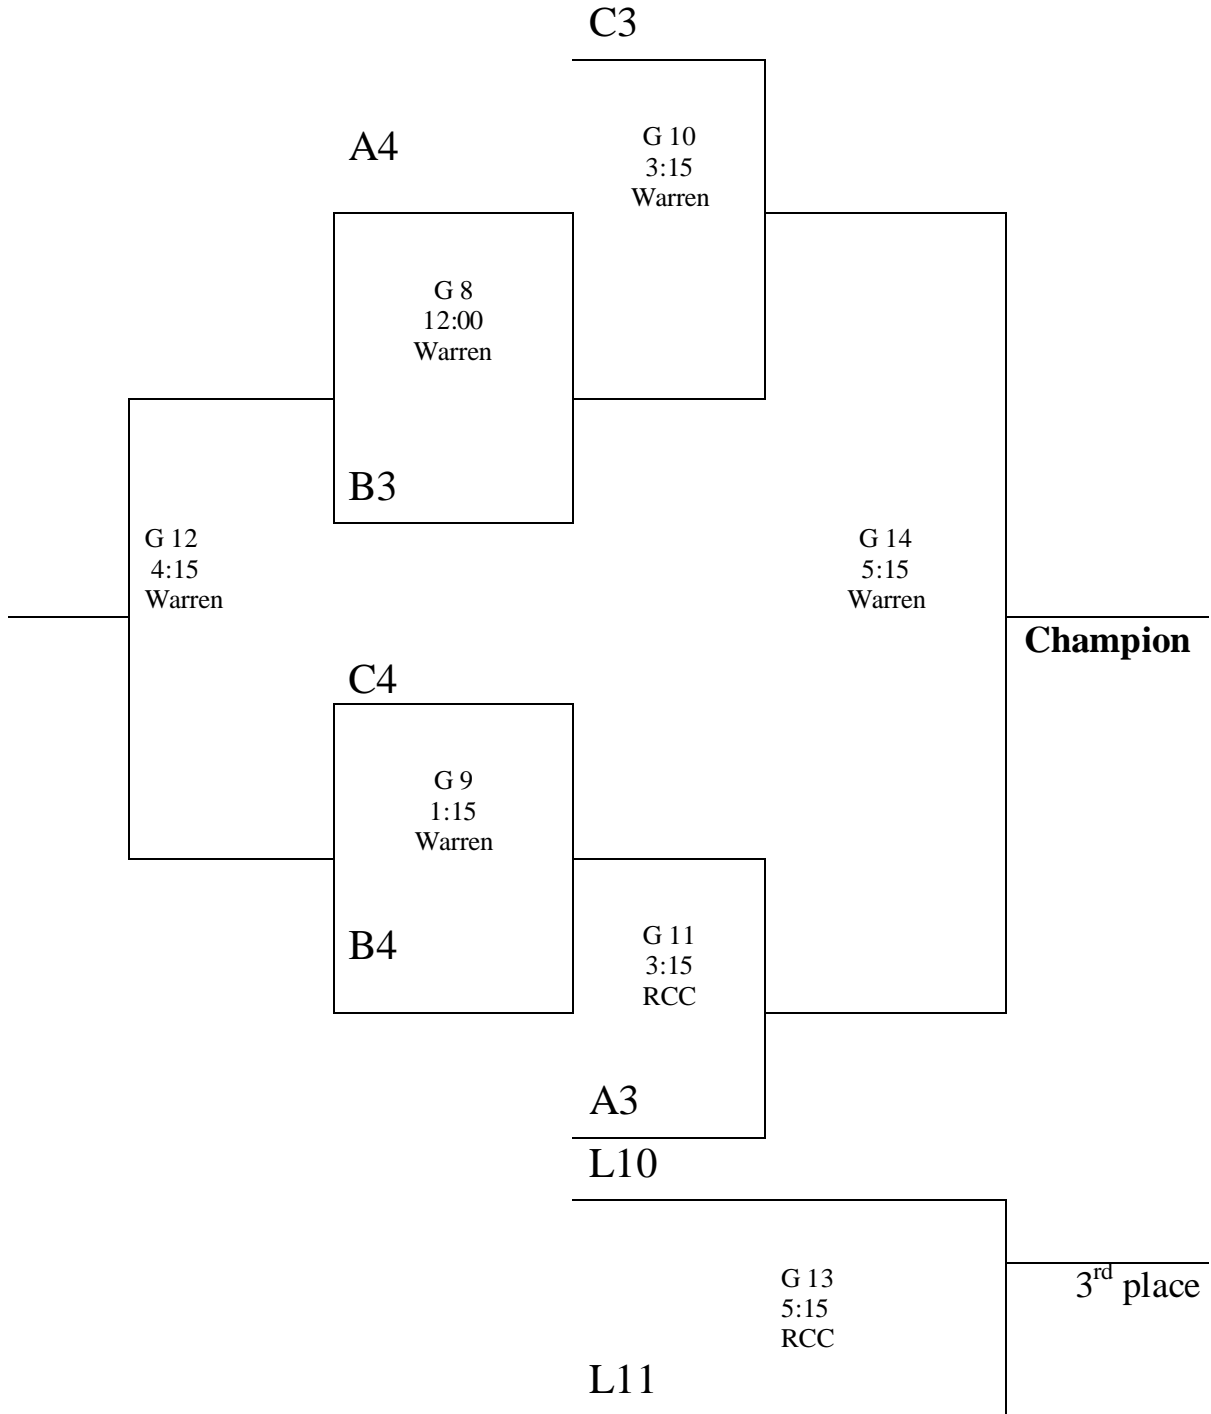 C3
G 10
3:15
Warren
A4
G 8
12:00
Warren
B3
G 12
4:15
Warren
G 14
5:15
Warren
Champion
C4
G 9
1:15
Warren
B4
G 11
3:15
RCC
A3
L10
G 13
5:15
RCC
3rd place
L11